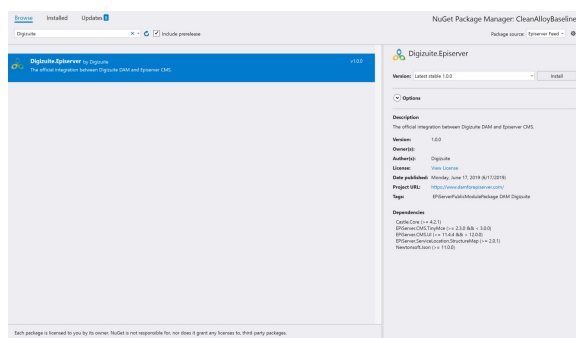 Browse Installed Updates 2 NuGet Package Manager: CleanAlloyBaseline
Digizuite Include prerelease Package source: Episerver Feed
Digizuite.Episerver by Digizuite v1.0.0
The official integration between Digizuite DAM and Episerver CMS.
Digizuite.Episerver
Version: Latest stable 1.0.0 Install
Options
Description
The official integration between Digizuite DAM and Episerver CMS.
Version: 1.0.0
Owner(s):
Author(s): Digizuite
License: View License
Date published: Monday, June 17, 2019 (6/17/2019)
Project URL: https://www.damforepiserver.com/
Tags: EPiServerPublicModulePackage DAM Digizuite
Dependencies
Castle.Core (>= 4.2.1)
EPiServer.CMS.TinyMce (>= 2.3.0 && < 3.0.0)
EPiServer.CMS.UI (>= 11.4.4 && < 12.0.0)
EPiServer.ServiceLocation.StructureMap (>= 2.0.1)
Newtonsoft.Json (>= 11.0.0)
Each package is licensed to you by its owner. NuGet is not responsible for, nor does it grant any licenses to, third-party packages.